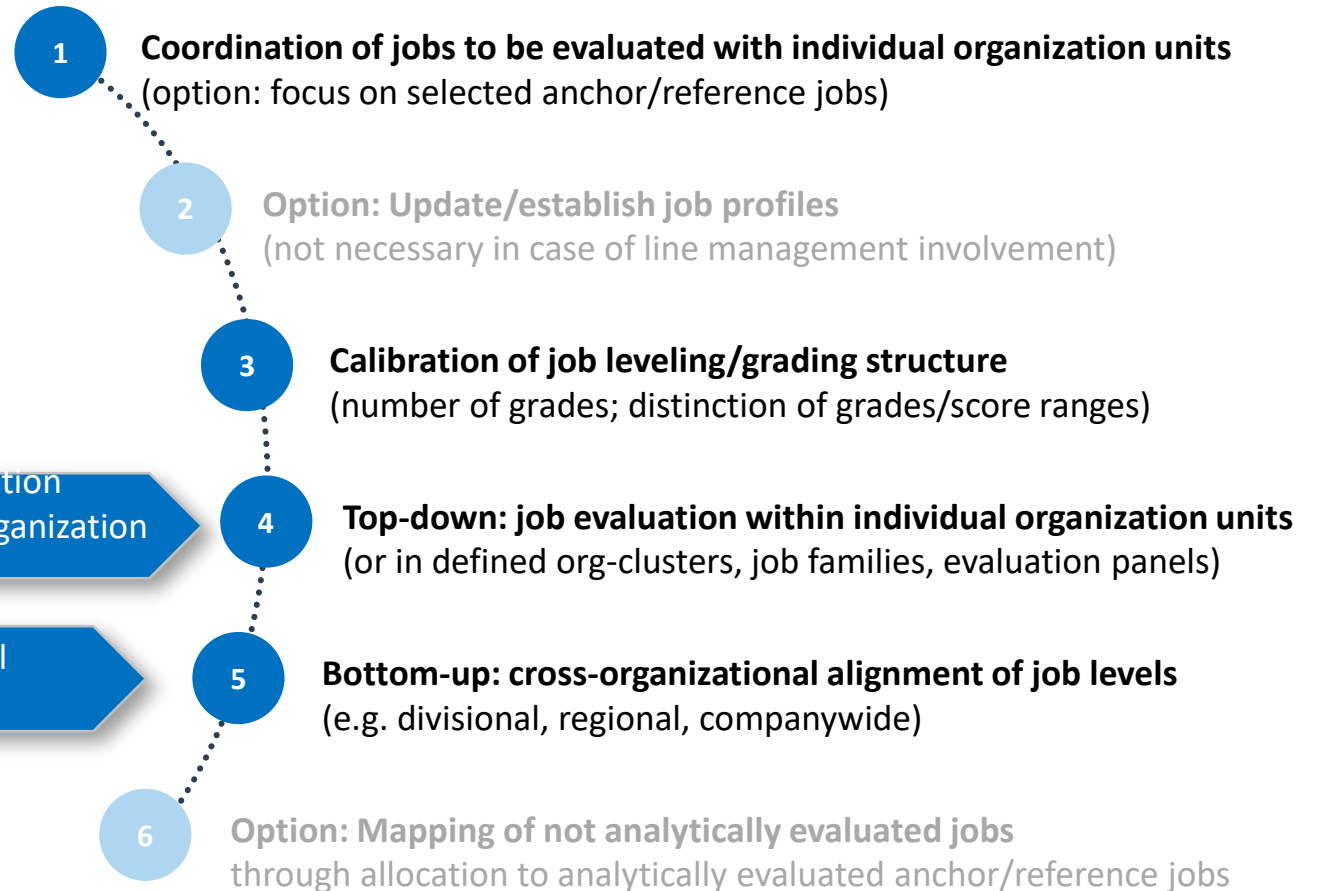 1
Coordination of jobs to be evaluated with individual organization units
(option: focus on selected anchor/reference jobs)
2
Option: Update/establish job profiles
(not necessary in case of line management involvement)
3
Calibration of job leveling/grading structure
(number of grades; distinction of grades/score ranges)
tion
ganization
4
Top-down: job evaluation within individual organization units
(or in defined org-clusters, job families, evaluation panels)
l
5
Bottom-up: cross-organizational alignment of job levels
(e.g. divisional, regional, companywide)
6
Option: Mapping of not analytically evaluated jobs
through allocation to analytically evaluated anchor/reference jobs